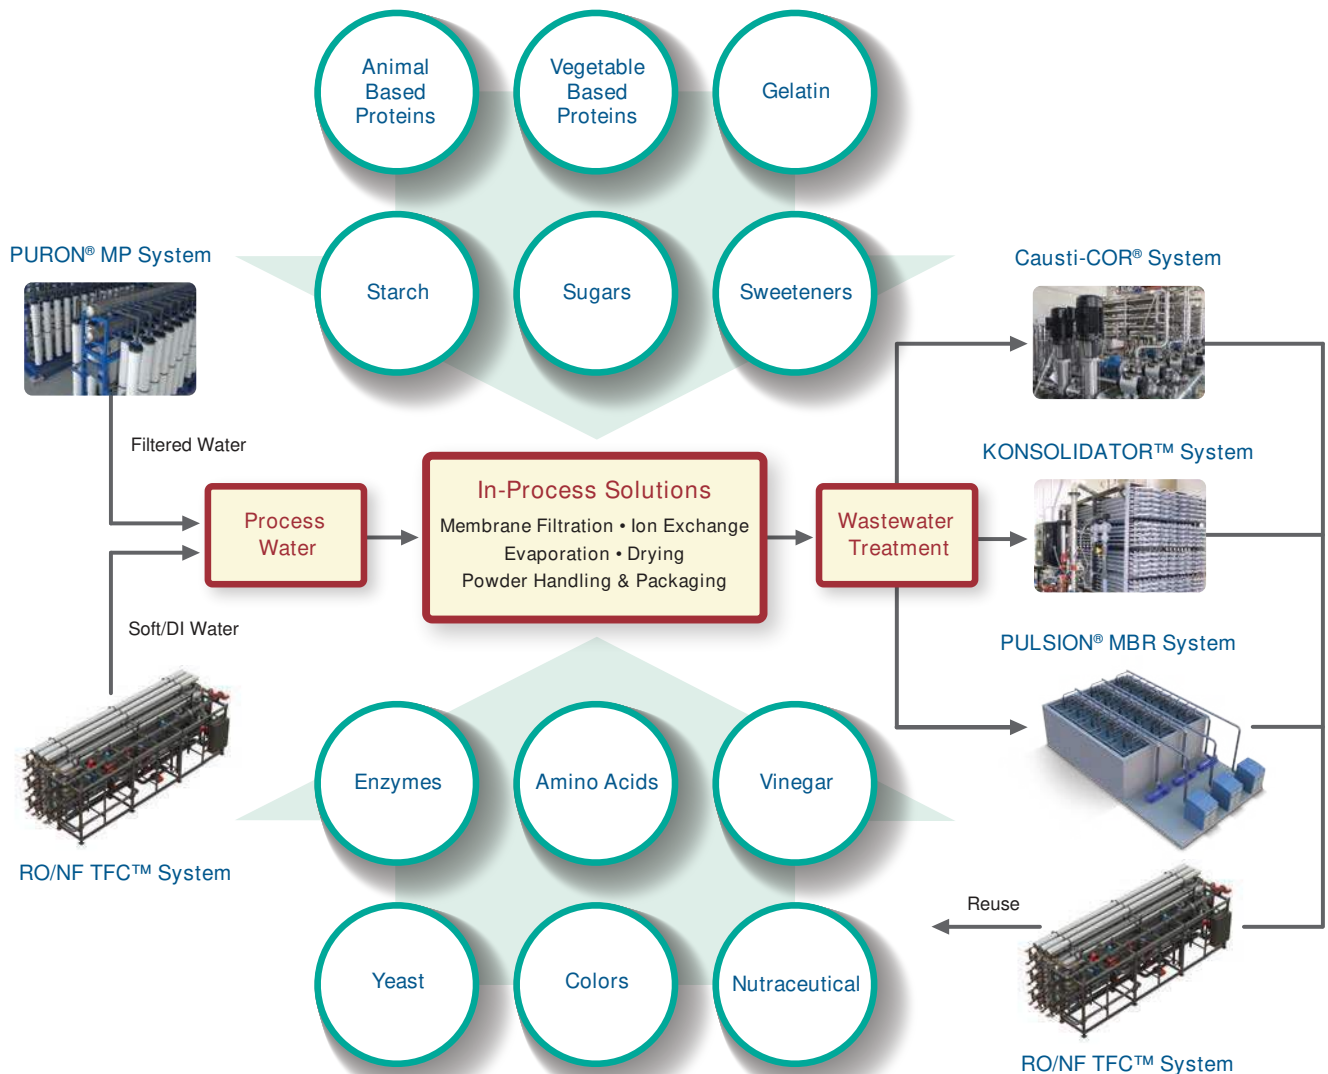 Animal
Based
Proteins
Vegetable
Based
Proteins
Gelatin
PURON® MP System
Starch
Sugars
Sweeteners
Causti-COR® System
Filtered Water
KONSOLIDATOR™ System
Process
Water
In-Process Solutions
Membrane Filtration • Ion Exchange
Evaporation • Drying
Powder Handling & Packaging
Wastewater
Treatment
Soft/DI Water
PULSION® MBR System
Enzymes
Amino Acids
Vinegar
RO/NF TFC™ System
Reuse
Yeast
Colors
Nutraceutical
RO/NF TFC™ System